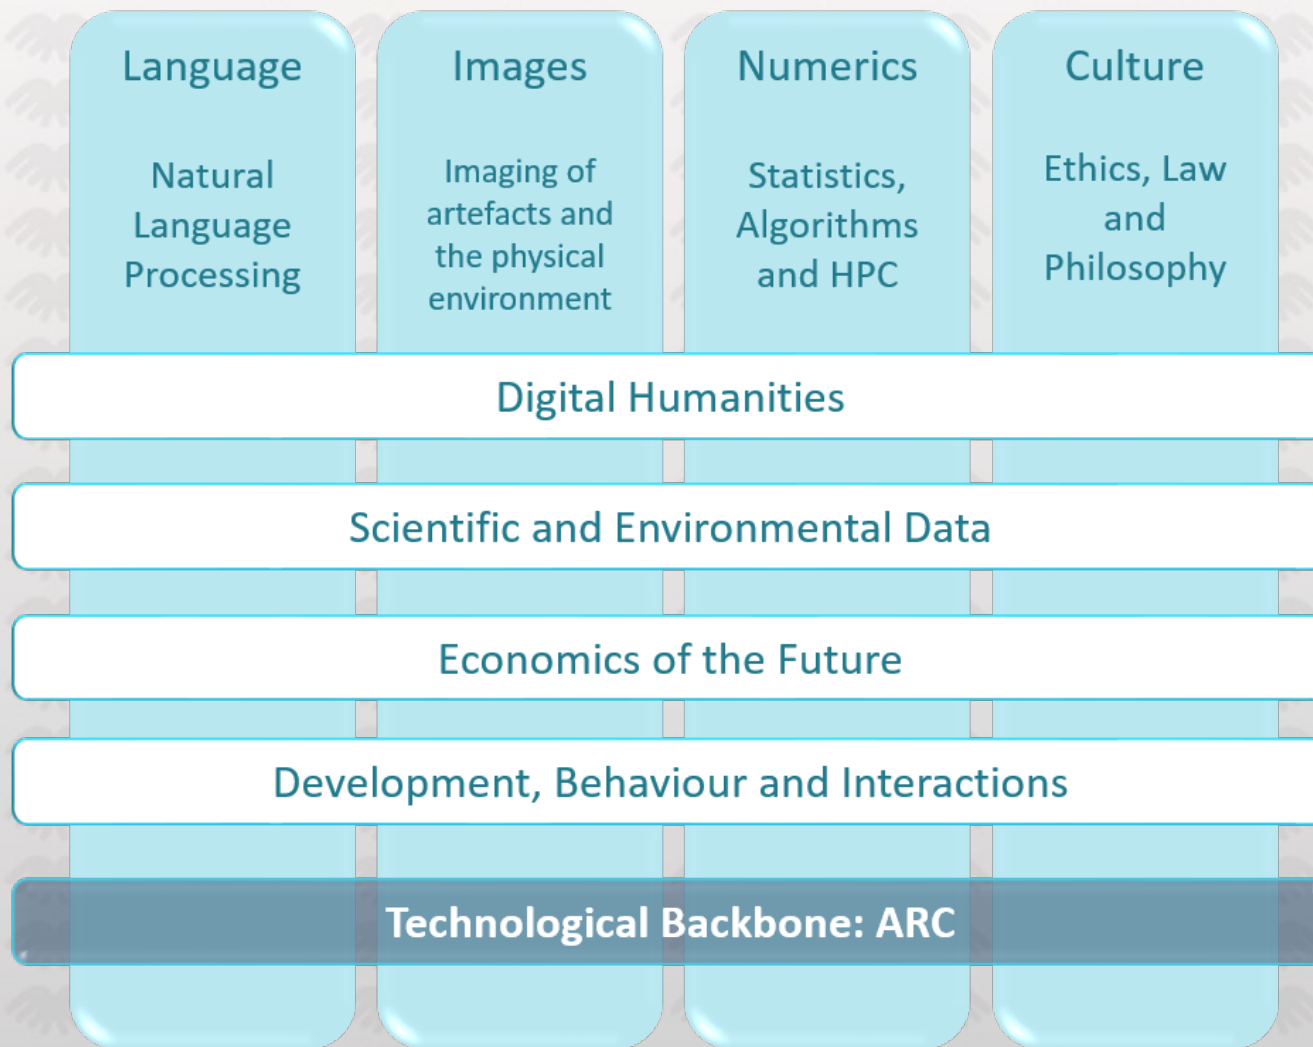 Language
Natural
Language
Processing
Images
Imaging of
artefacts and
the physical
environment
Numerics
Statistics,
Algorithms
and HPC
Culture
Ethics, Law
and
Philosophy
Digital Humanities
Scientific and Environmental Data
Economics of the Future
Development, Behaviour and Interactions
Technological Backbone: ARC